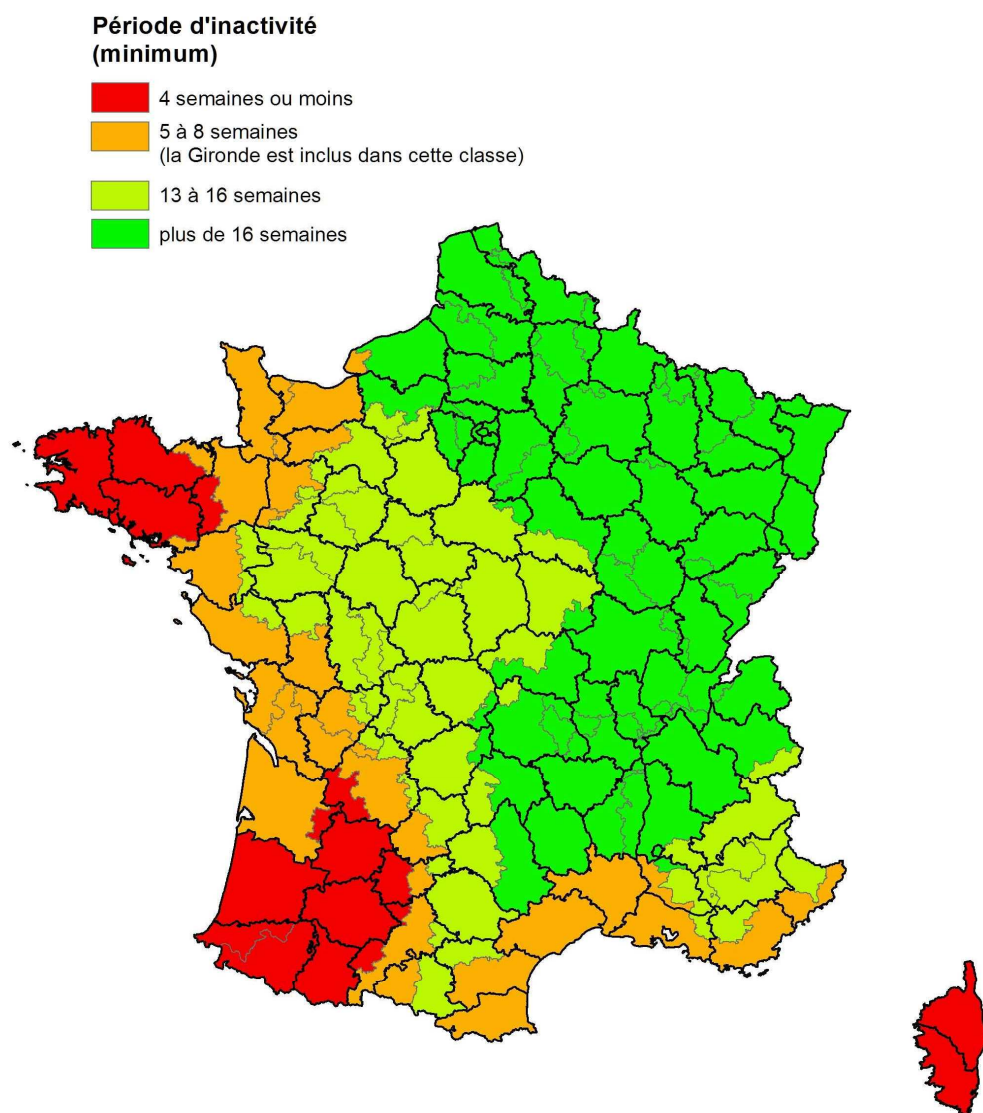 Période d'inactivité
(minimum)
4 semaines ou moins
5 à 8 semaines
(la Gironde est inclus dans cette classe)
13 à 16 semaines
plus de 16 semaines